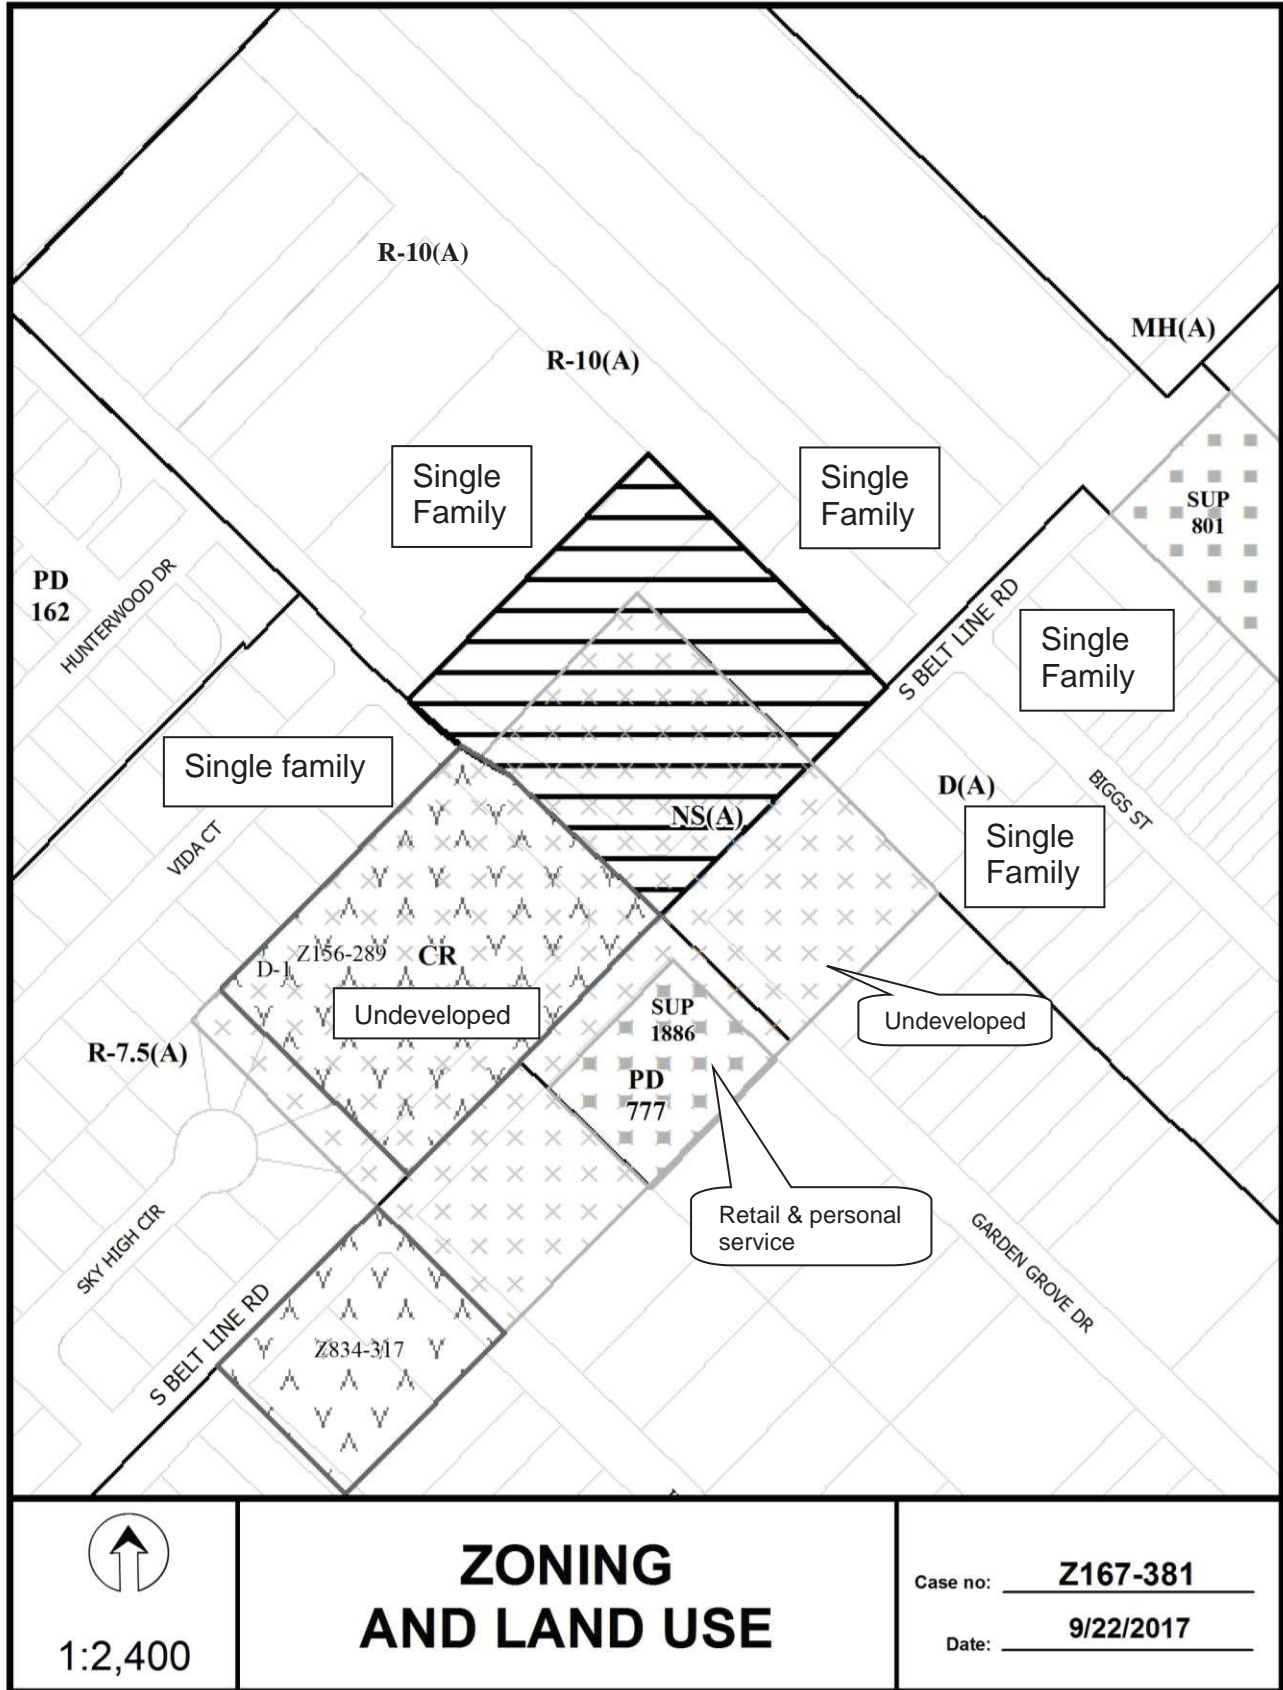 R-10(A)
R-10(A)
MH(A)
Single
Family
Single
Family
SUP
801
PD
162
HUNTERWOOD DR
S BELT LINE RD
Single
Family
Single family
VIDA CT
D(A)
BIGGS ST
NS(A)
Single
Family
Z156-289
CR
D-1
Undeveloped
SUP
1886
Undeveloped
R-7.5(A)
PD
777
Retail & personal
service
SKY HIGH CIR
GARDEN GROVE DR
S BELT LINE RD
Z834-317
1:2,400
ZONING
AND LAND USE
Case no: Z167-381
Date: 9/22/2017